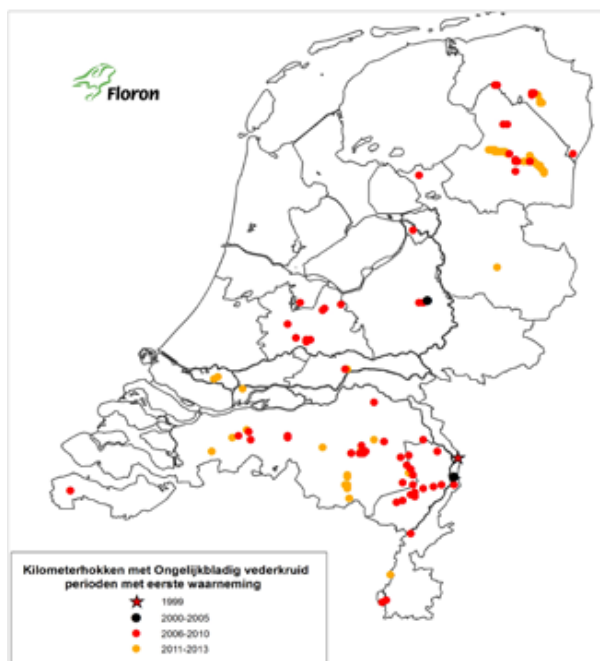 Floron
Kilometerhokken met Ongelijkbladig vederkruid
perioden met eerste waarneming
1999
2000-2005
2006-2010
2011-2013